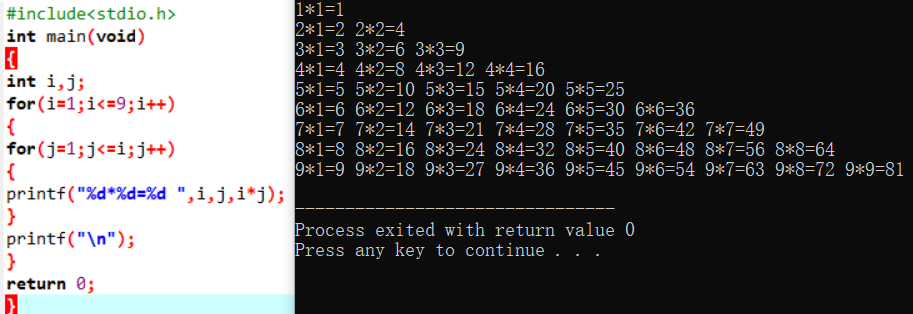 #include<stdio.h>
int main(void)
{
int i,j;
for(i=1;i<=9;i++)
{
for(j=1;j<=i;j++)
{
printf("%d*%d=%d ",i,j,i*j);
}
printf("\n");
}
return 0;
}
1*1=1
2*1=2 2*2=4
3*1=3 3*2=6 3*3=9
4*1=4 4*2=8 4*3=12 4*4=16
5*1=5 5*2=10 5*3=15 5*4=20 5*5=25
6*1=6 6*2=12 6*3=18 6*4=24 6*5=30 6*6=36
7*1=7 7*2=14 7*3=21 7*4=28 7*5=35 7*6=42 7*7=49
8*1=8 8*2=16 8*3=24 8*4=32 8*5=40 8*6=48 8*7=56 8*8=64
9*1=9 9*2=18 9*3=27 9*4=36 9*5=45 9*6=54 9*7=63 9*8=72 9*9=81
--------------------------------
Process exited with return value 0
Press any key to continue . . .